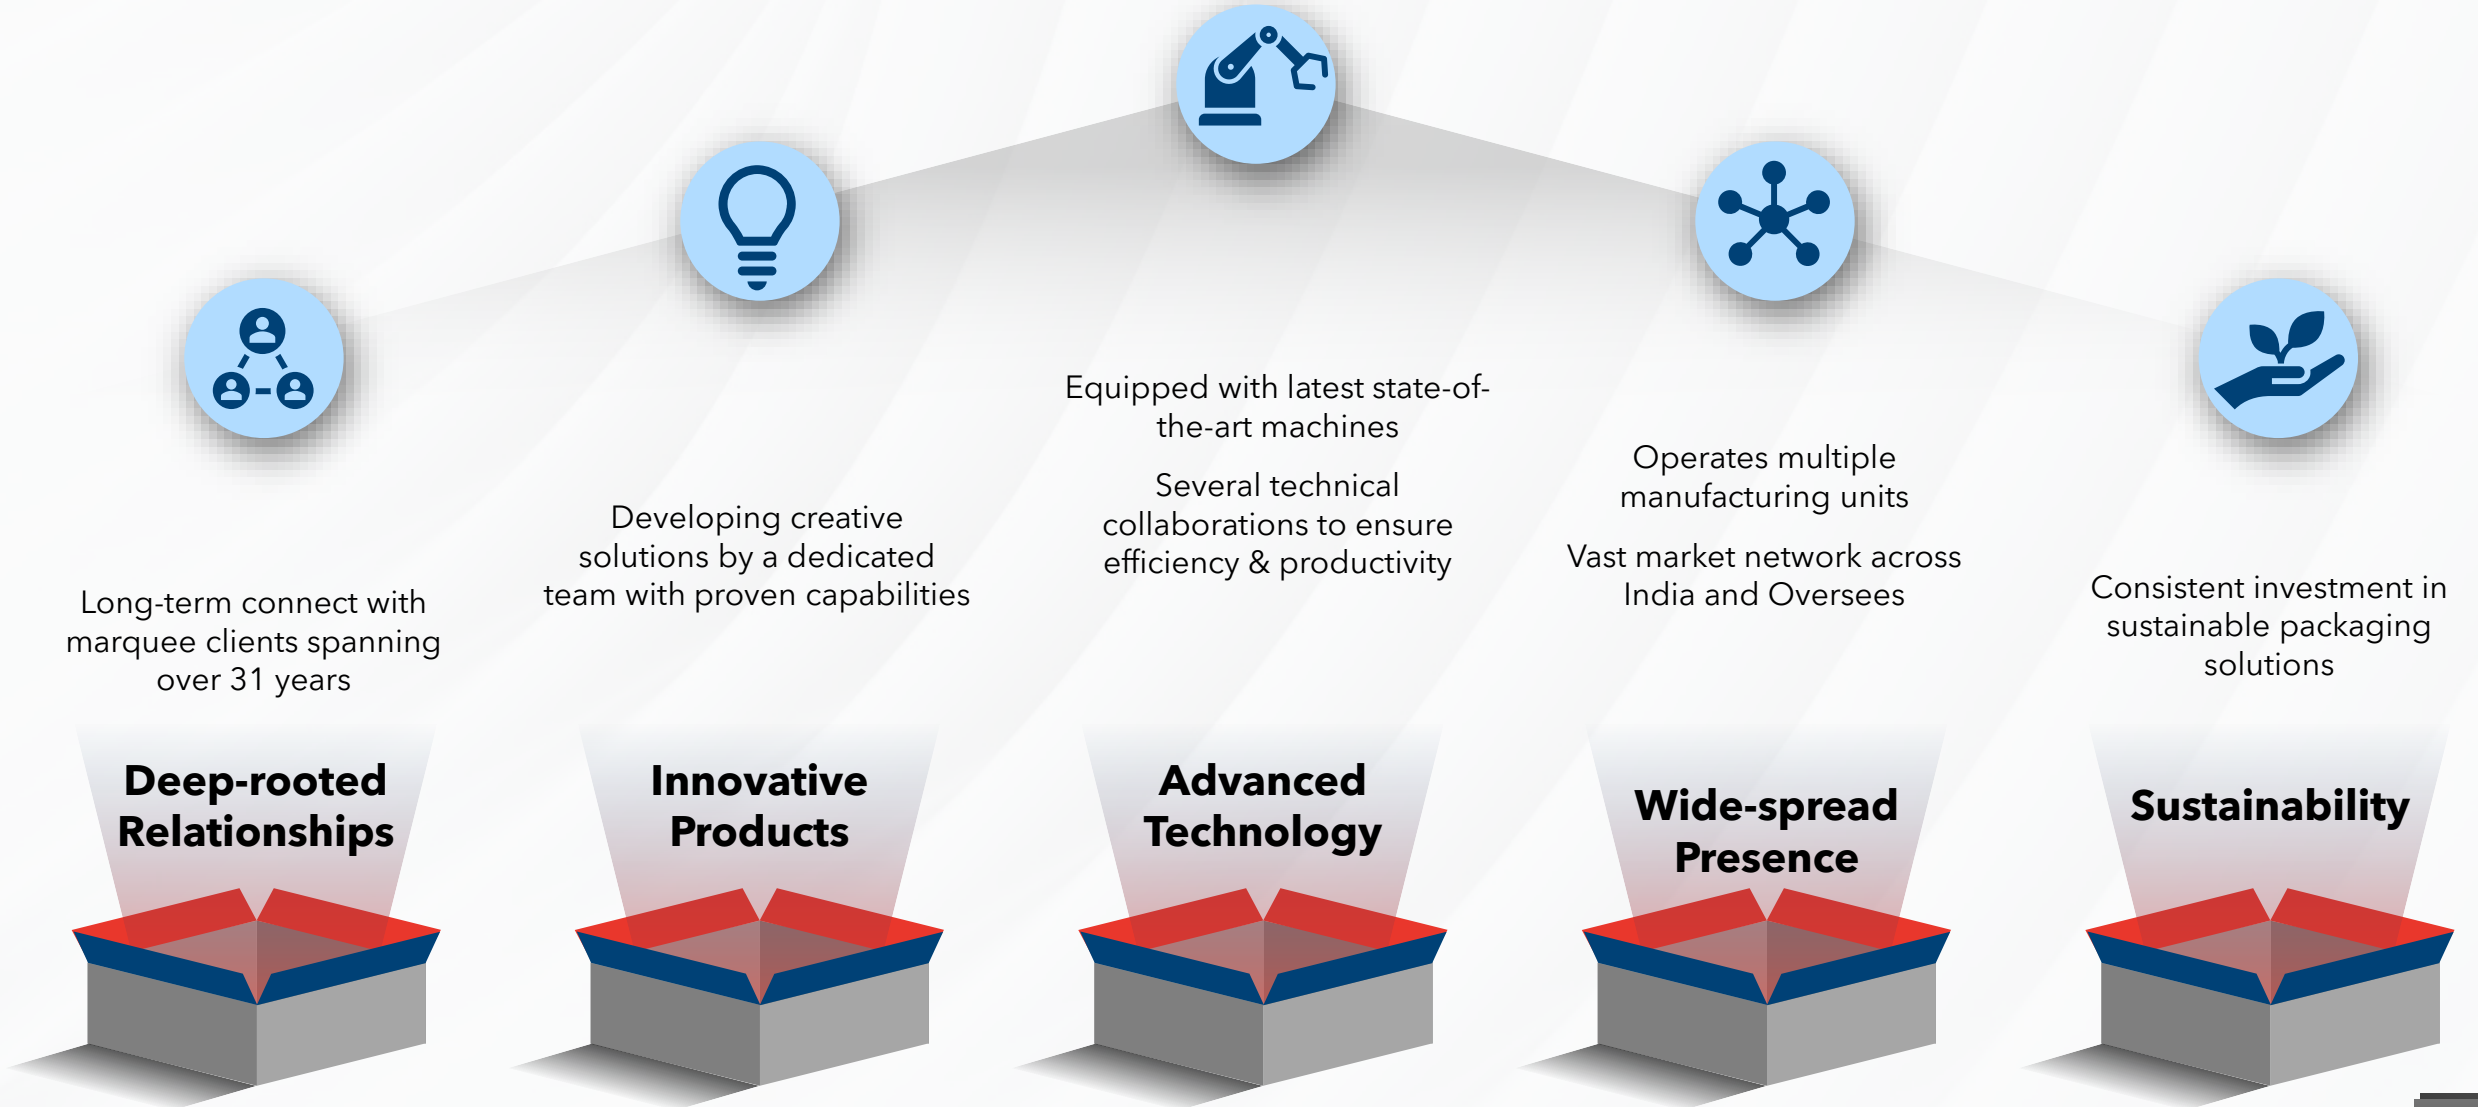 Long-term connect with
marquee clients spanning
over 31 years
Deep-rooted
Relationships
Developing creative
solutions by a dedicated
team with proven capabilities
Innovative
Products
Equipped with latest state-of-
the-art machines
Several technical
collaborations to ensure
efficiency & productivity
Advanced
Technology
Operates multiple
manufacturing units
Vast market network across
India and Oversees
Wide-spread
Presence
Consistent investment in
sustainable packaging
solutions
Sustainability